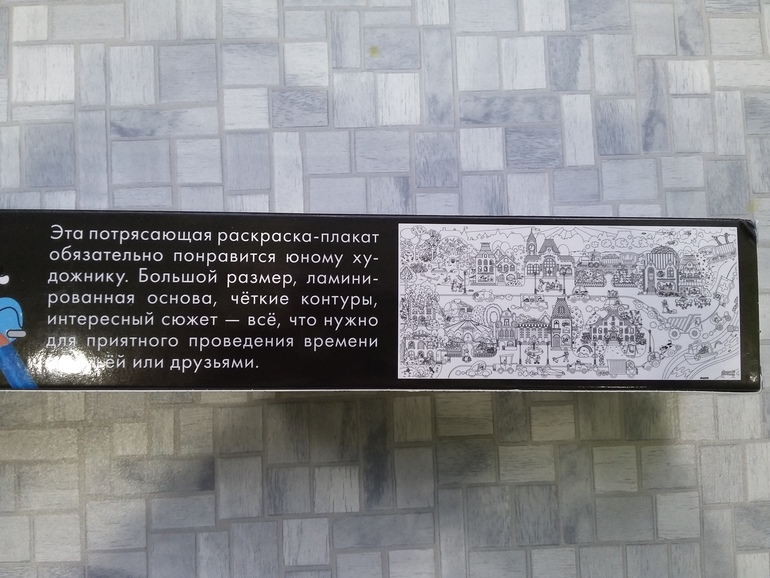 Эта потрясающая раскраска-плакат
обязательно понравится юному ху-
дожнику. Большой размер, ламини-
рованная основа, чёткие контуры,
интересный сюжет — всё, что нужно
для приятного проведения времени
или друзьями.